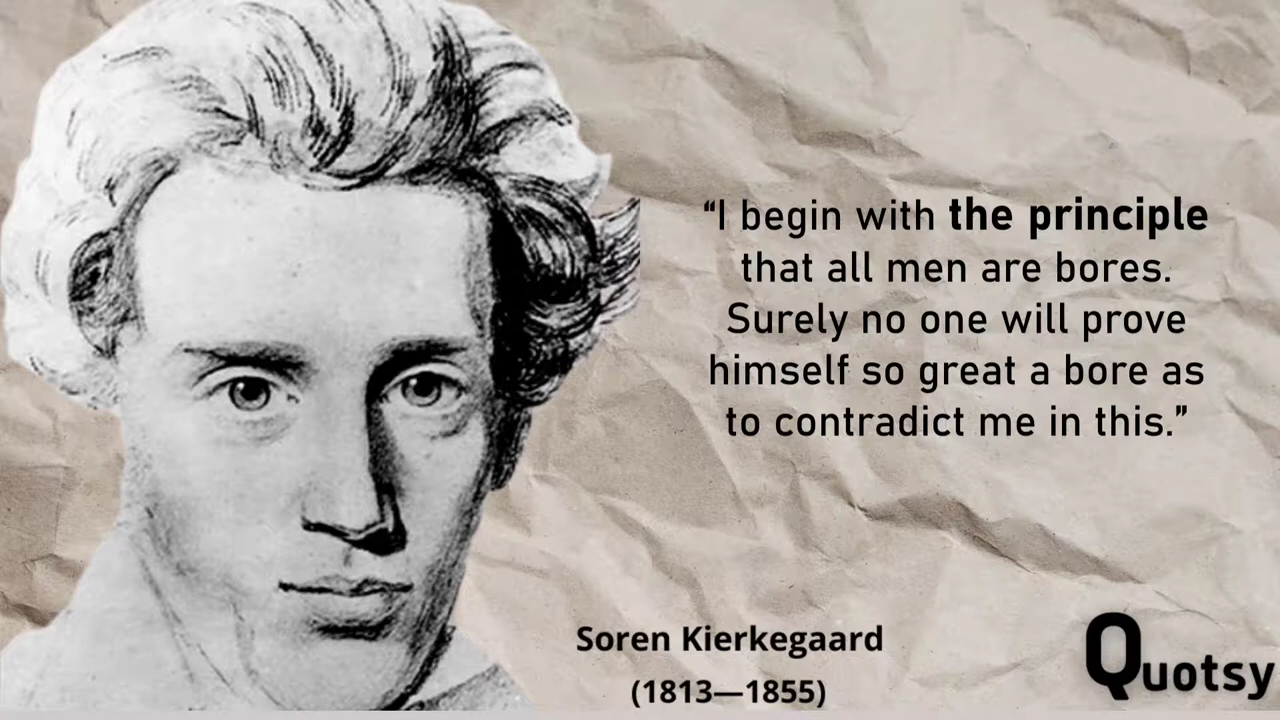 “I begin with the principle
that all men are bores.
Surely no one will prove
himself so great a bore as
to contradict me in this.”
Soren Kierkegaard
(1813—1855)
Quotsy